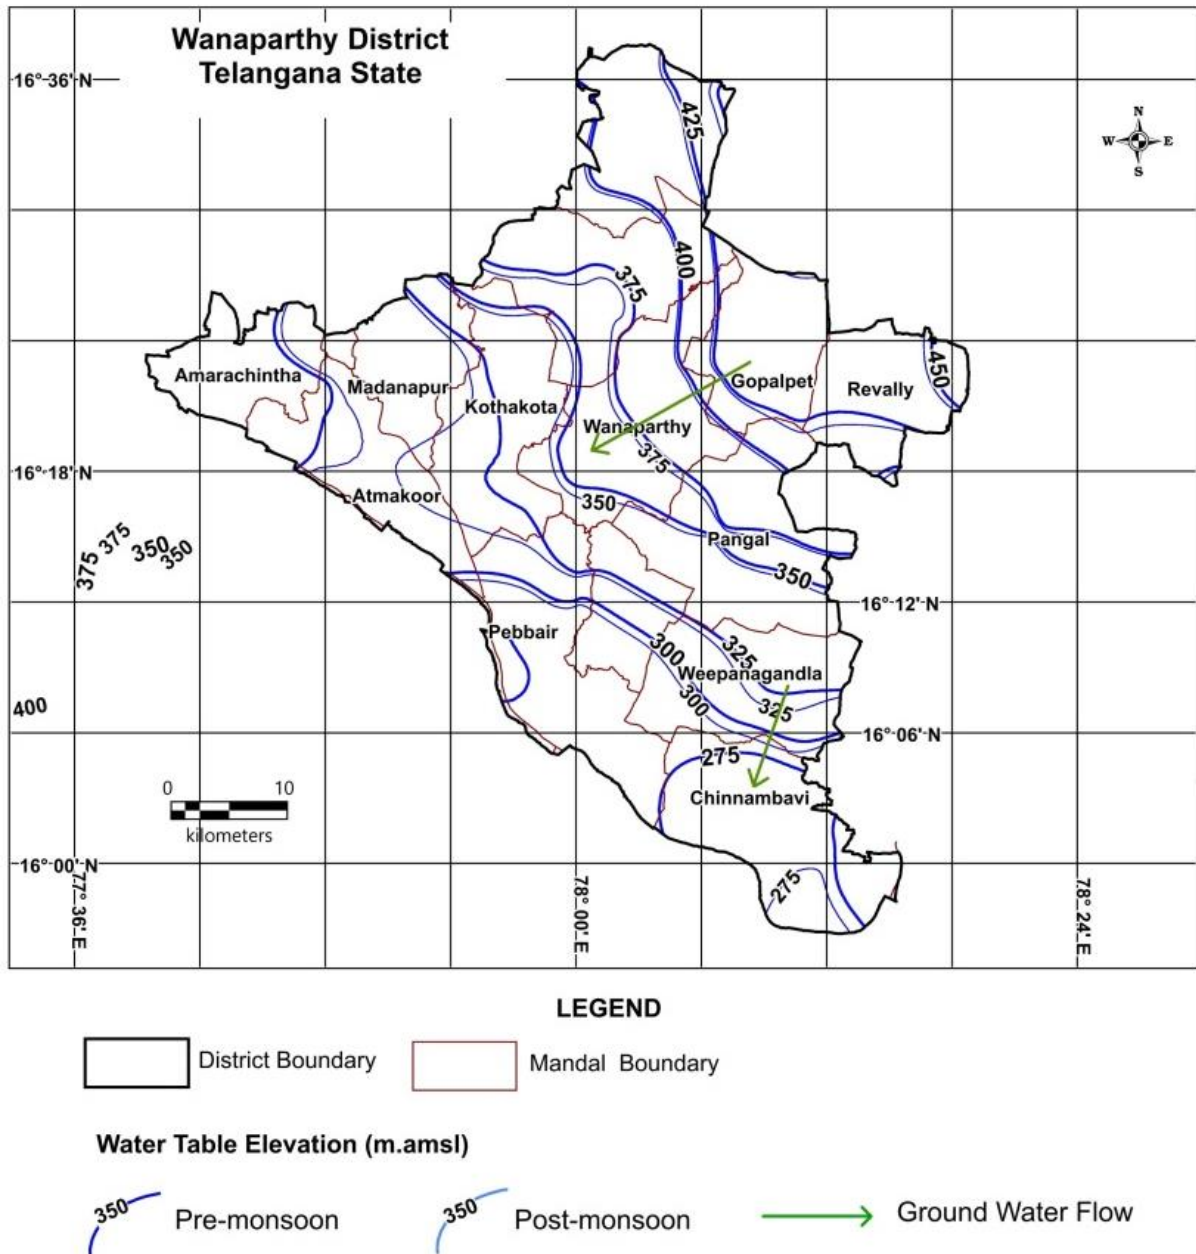 Wanaparthy District
Telangana State
16° 36' N
N
W E
S
425
400
375
450
Amarachintha
Madanapur
Kothakota
Gopalpet
Revally
Wanaparthy
375
16° 18' N
Atmakoor
350
Pangal
375
375
350
350
350
16° 12' N
Pebbair
325
300
Weepanagandla
300
325
400
16° 06' N
275
Chinnambavi
0 10
kilometers
16° 00' N
275
77° 36' E
78° 00' E
78° 24' E
LEGEND
District Boundary
Mandal Boundary
Water Table Elevation (m.amsl)
350
Pre-monsoon
350
Post-monsoon
Ground Water Flow